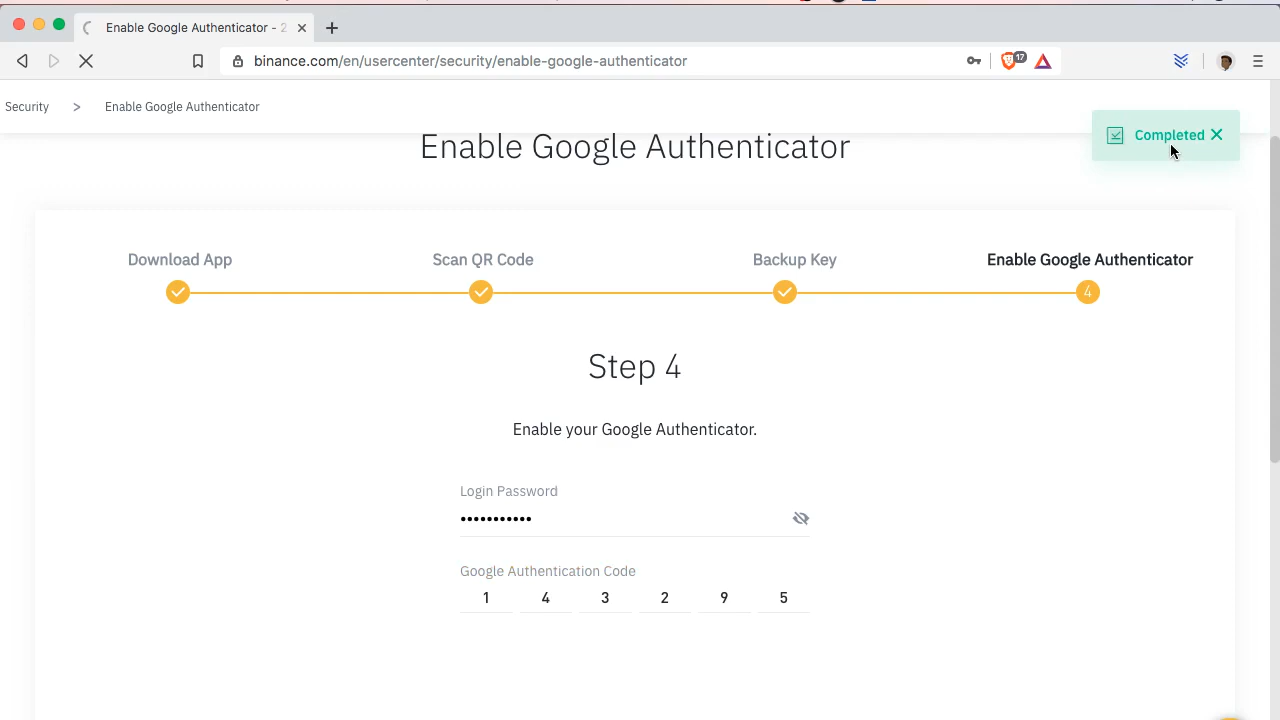 Enable Google Authenticator - 2
binance.com/en/usercenter/security/enable-google-authenticator
17
Security > Enable Google Authenticator
Completed
Enable Google Authenticator
Download App
Scan QR Code
Backup Key
Enable Google Authenticator
4
Step 4
Enable your Google Authenticator.
Login Password
•••••••••••
Google Authentication Code
1 4 3 2 9 5